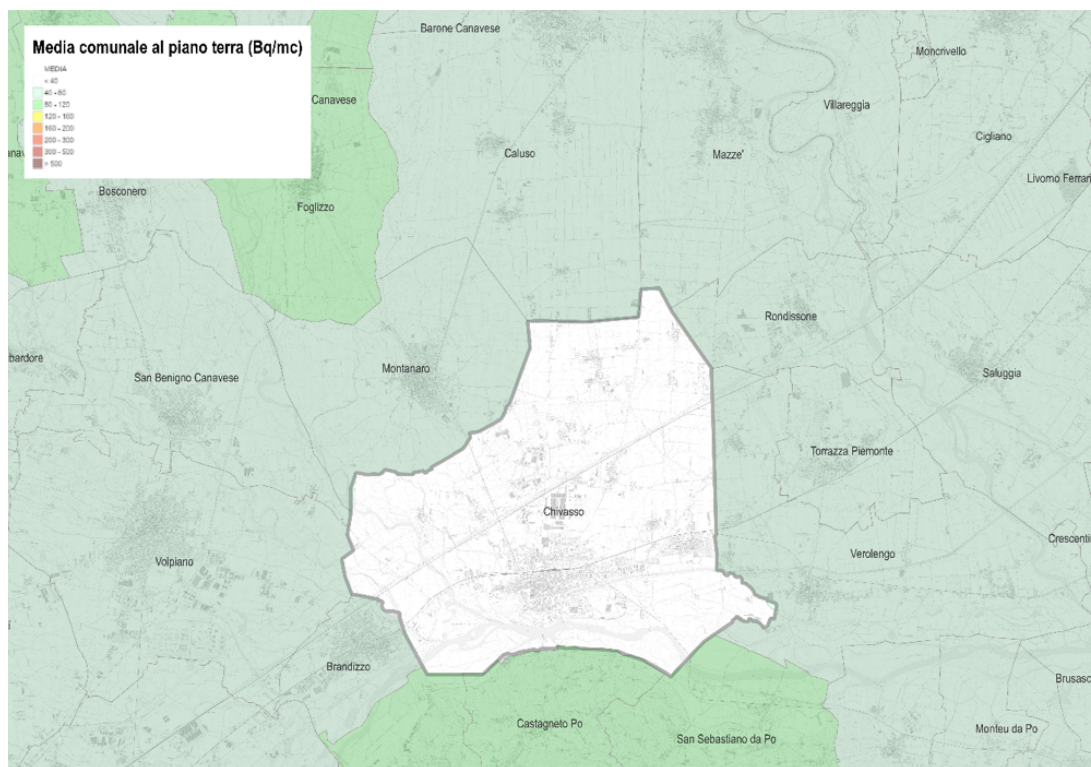 Media comunale al piano terra (Bq/mc)
MEDIA
< 40
40 - 80
80 - 120
120 - 160
160 - 200
200 - 300
300 - 500
> 500
Barone Canavese
Moncrivello
Canavese
Villareggia
Cigliano
Caluso
Mazze'
Livorno Ferrari
Bosconero
Foglizzo
Rondissone
bardore
San Benigno Canavese
Montanaro
Saluggia
Torrazza Piemonte
Chivasso
Crescenti
Volpiano
Verolengo
Brandizzo
Brusasc
Castagneto Po
San Sebastiano da Po
Monteu da Po